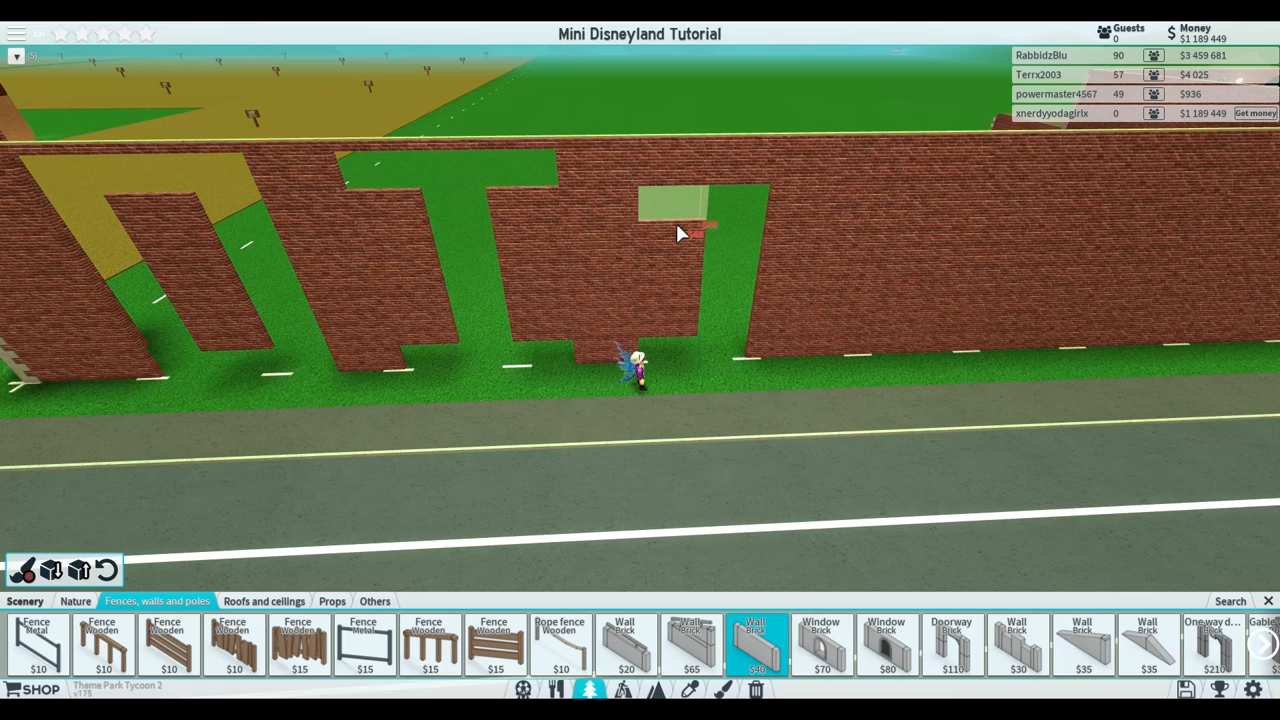 Mini Disneyland Tutorial
Guests
0
$ Money
$1 189 449
(5)
RabbidzBlu 90 $3 459 681
Terrx2003 57 $4 025
powermaster4567 49 $936
xnerdyyodagirlx 0 $1 189 449 Get money
Scenery Nature Fences, walls and poles Roofs and ceilings Props Others Search
Fence Metal $10
Fence Wooden $10
Fence Wooden $10
Fence Wooden $10
Fence Wooden $15
Fence Metal $15
Fence Wooden $15
Fence Wooden $15
Rope fence Wooden $10
Wall Brick $20
Wall Brick $65
Wall Brick $40
Window Brick $70
Window Brick $80
Doorway Brick $110
Wall Brick $30
Wall Brick $35
Wall Brick $35
One way d... Brick $210
Gable
SHOP
Theme Park Tycoon 2
v175